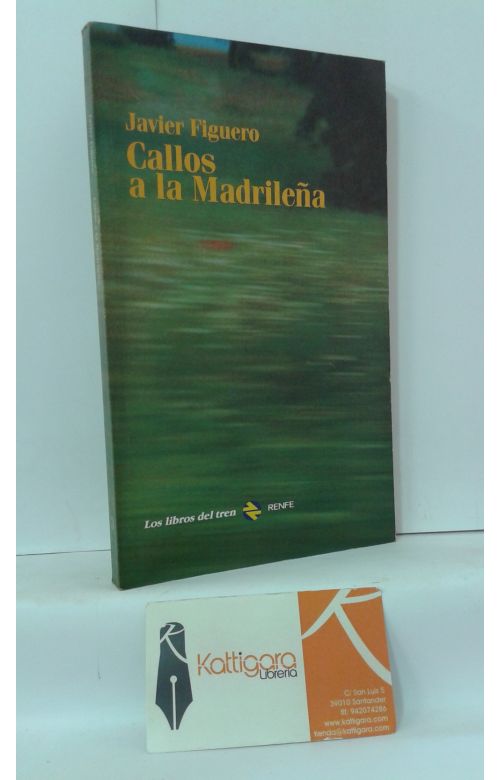 Javier Figuero
Callos
a la Madrileña
Los libros del tren RENFE
Kattigara
Librería
C/ San Luis 5
39010 Santander
tlf. 942074286
www.kattigara.com
tienda@kattigara.com